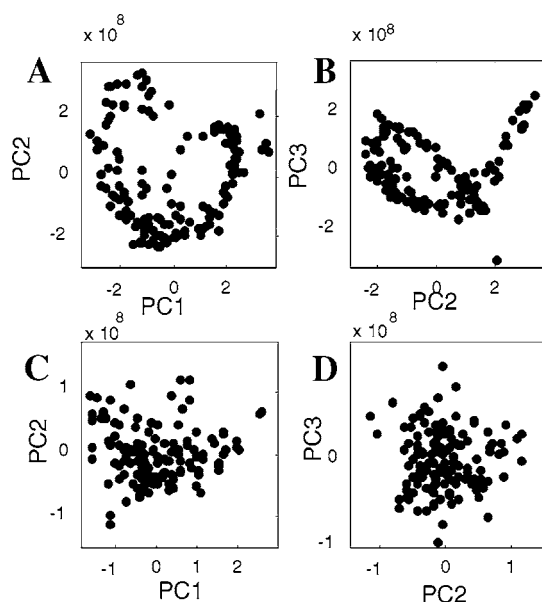 x 10^8
x 10^8
A
B
2
0
-2
PC2
2
0
-2
PC3
-2 0 2
PC1
-2 0 2
PC2
x 10^8
x 10^8
C
D
1
0
-1
PC2
PC3
0
-1
-1 0 1 2
PC1
-1 0 1
PC2